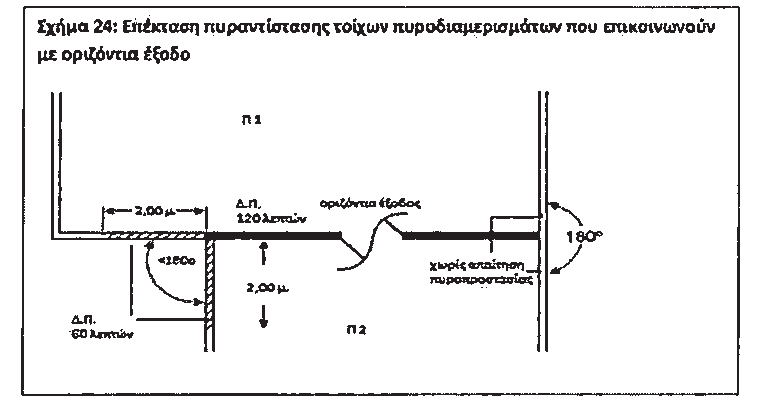 Σχήμα 24: Επέκταση πυραντίστασης τοίχων πυροδιαμερισμάτων που επικοινωνούν
με οριζόντια έξοδο
Π 1
2,00 μ.
Δ.Π.
120 λεπτών
οριζόντια έξοδος
180°
<180ο
2,00 μ.
χωρίς απαίτηση
πυροπροστασίας
Δ.Π.
60 λεπτών
Π 2